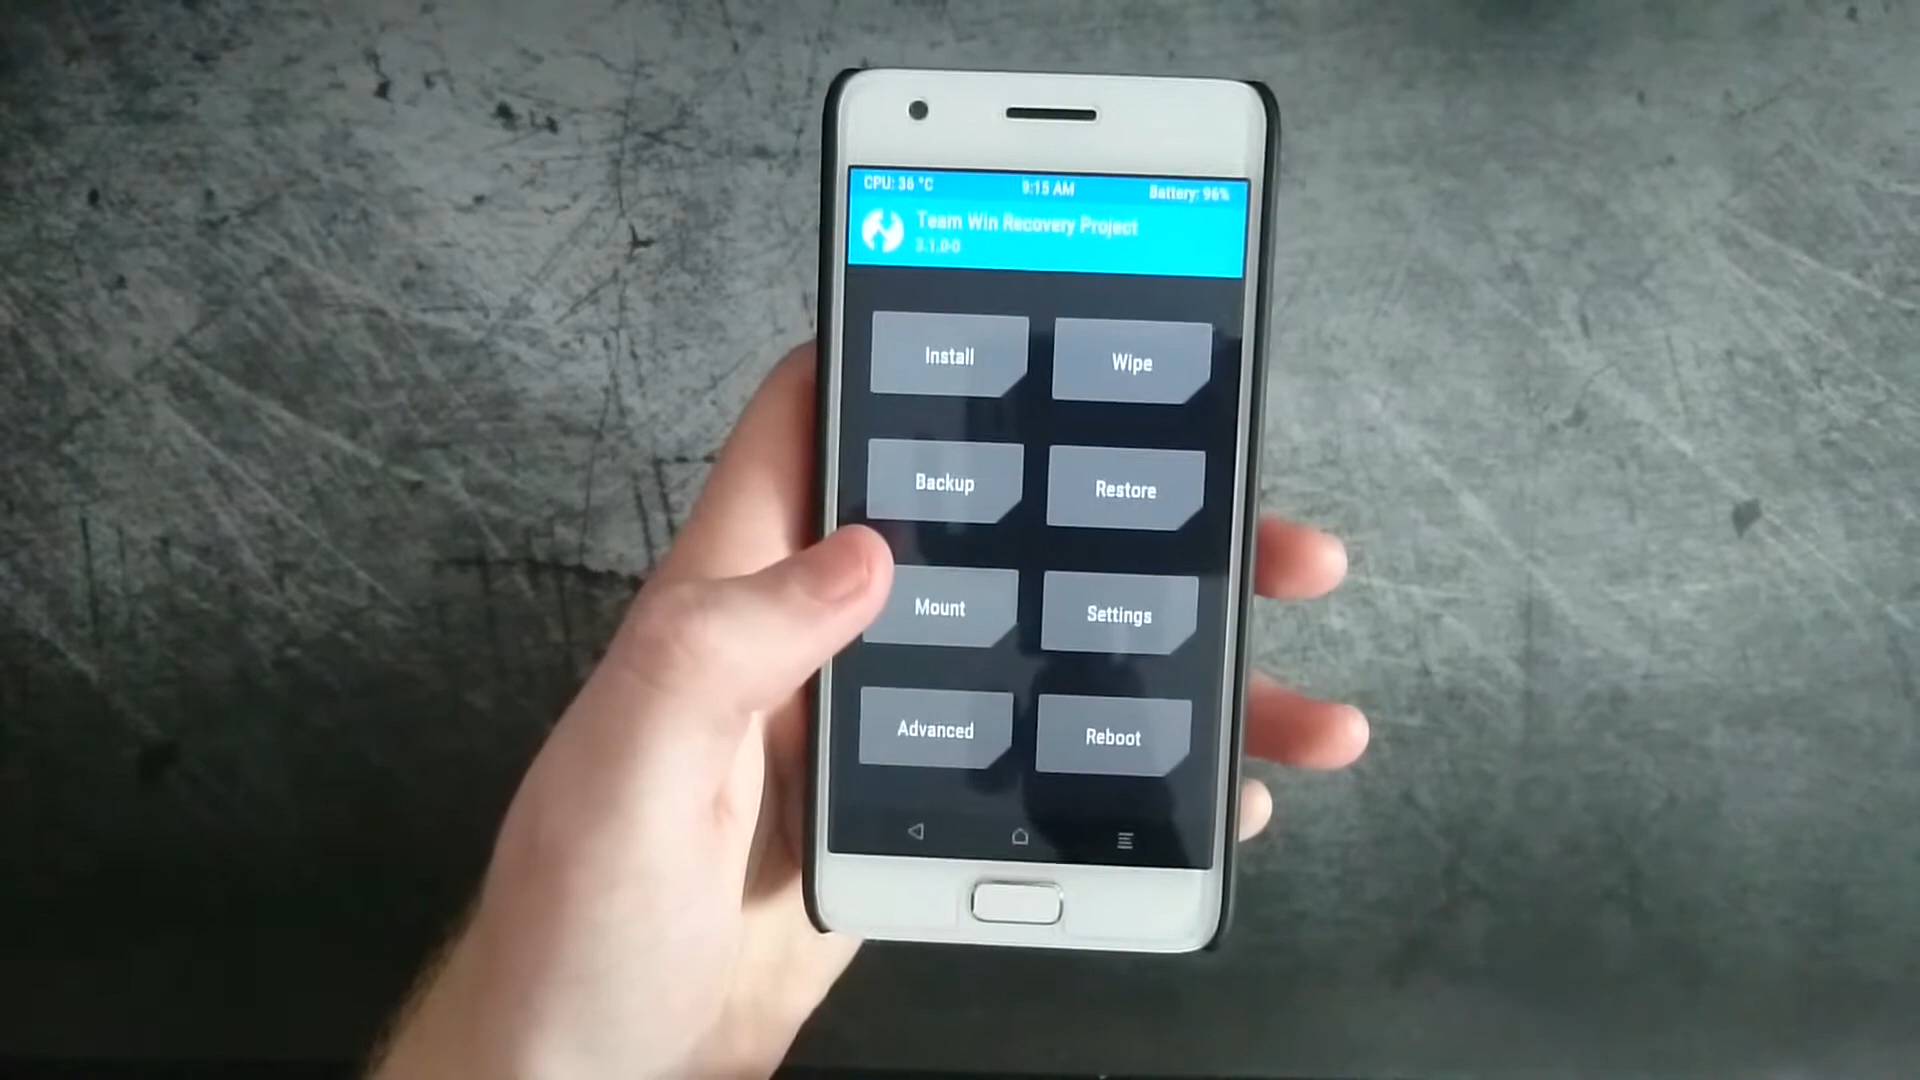 CPU: 36 °C 9:15 AM Battery: 96%
Team Win Recovery Project
3.1.0-0
Install Wipe
Backup Restore
Mount Settings
Advanced Reboot